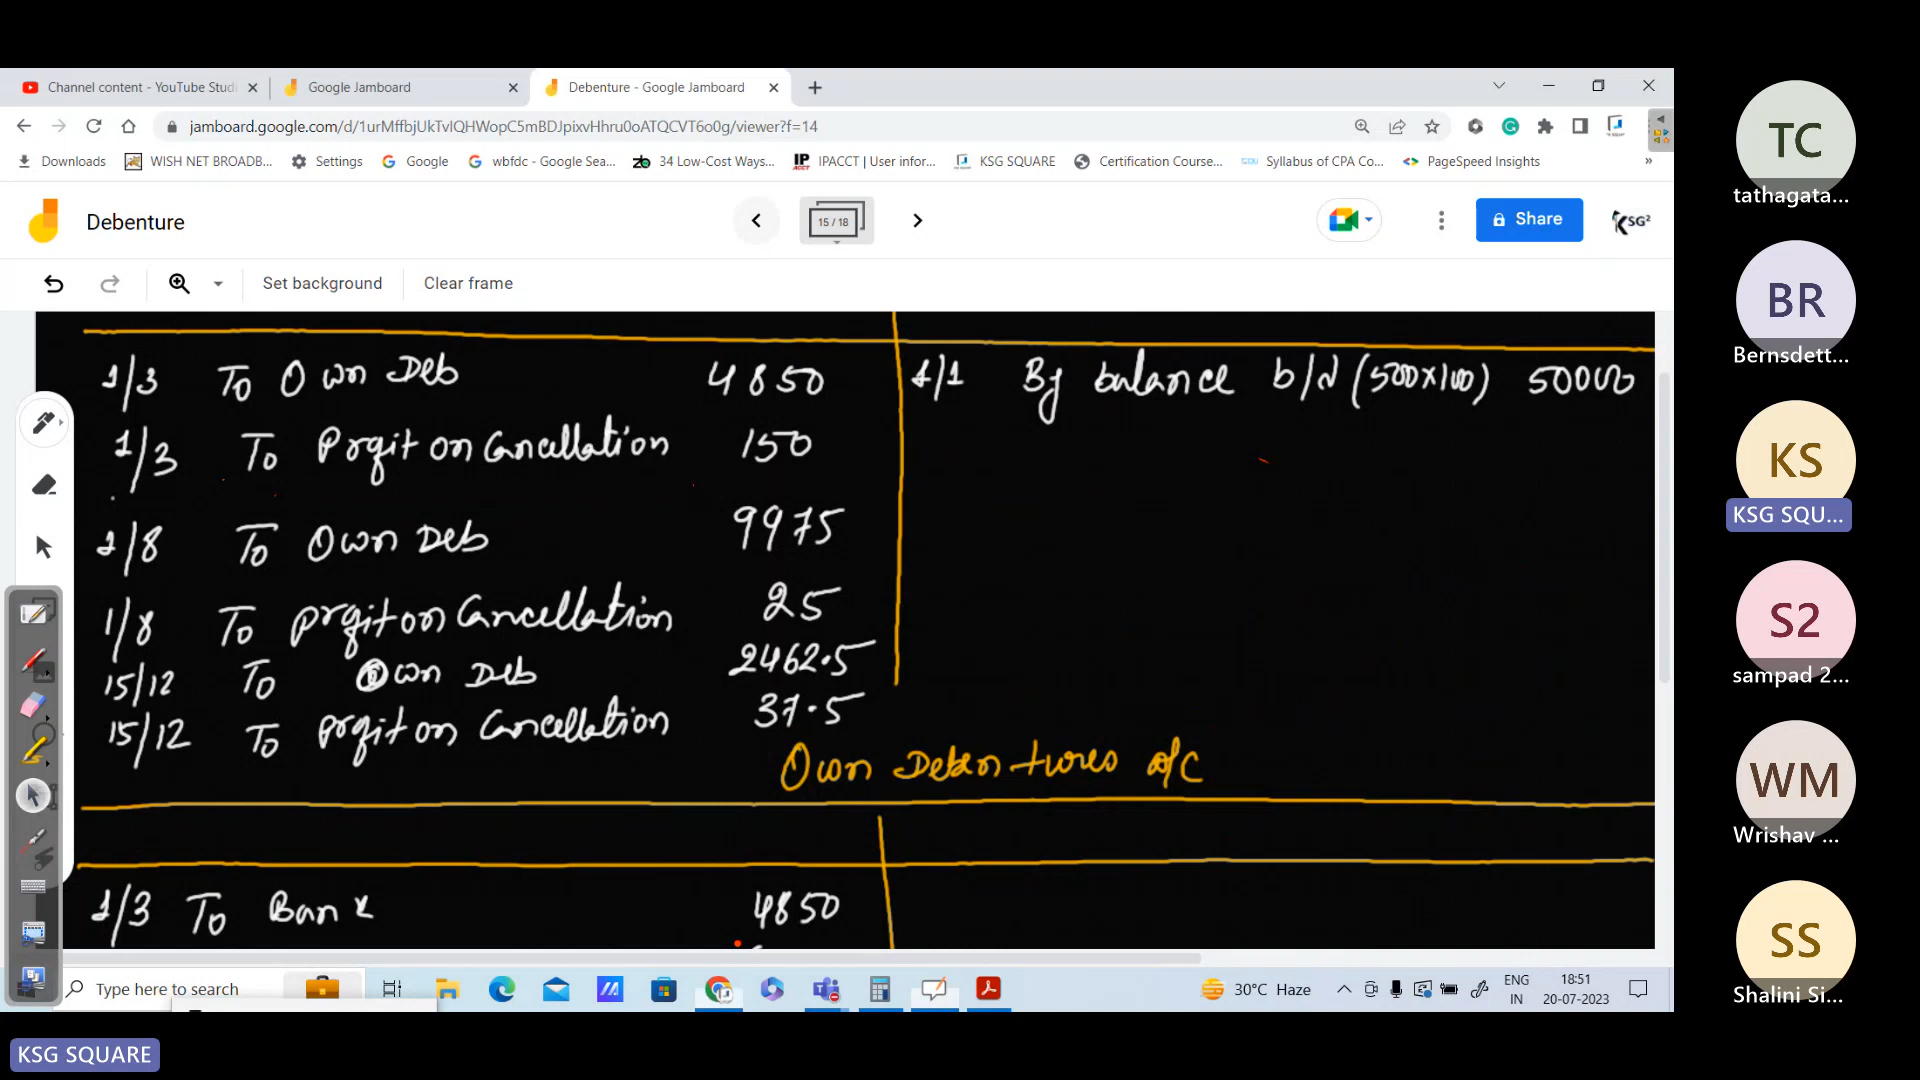 Channel content - YouTube Stud
Google Jamboard
Debenture - Google Jamboard
jamboard.google.com/d/1urMffbjUkTvIQHWopC5mBDJpixvHhru0oATQCVT6o0g/viewer?f=14
Downloads
WISH NET BROADB...
Settings
Google
wbfdc - Google Sea...
34 Low-Cost Ways...
IPACCT | User infor...
KSG SQUARE
Certification Course...
Syllabus of CPA Co...
PageSpeed Insights
»
Debenture
15 / 18
Share
KSG²
Set background
Clear frame
1/3 To Own Deb 4850
1/1 By balance b/d (500x100) 50000
1/3 To Profit on Cancellation 150
1/8 To Own Deb 9975
1/8 To profit on Cancellation 25
15/12 To Own Deb 2462.5
15/12 To profit on Cancellation 37.5
Own Debentures a/c
1/3 To Bank 4850
Type here to search
30°C Haze
ENG
IN
18:51
20-07-2023
TC
tathagata...
BR
Bernsdett...
KS
KSG SQU...
S2
sampad 2...
WM
Wrishav ...
SS
Shalini Si...
KSG SQUARE